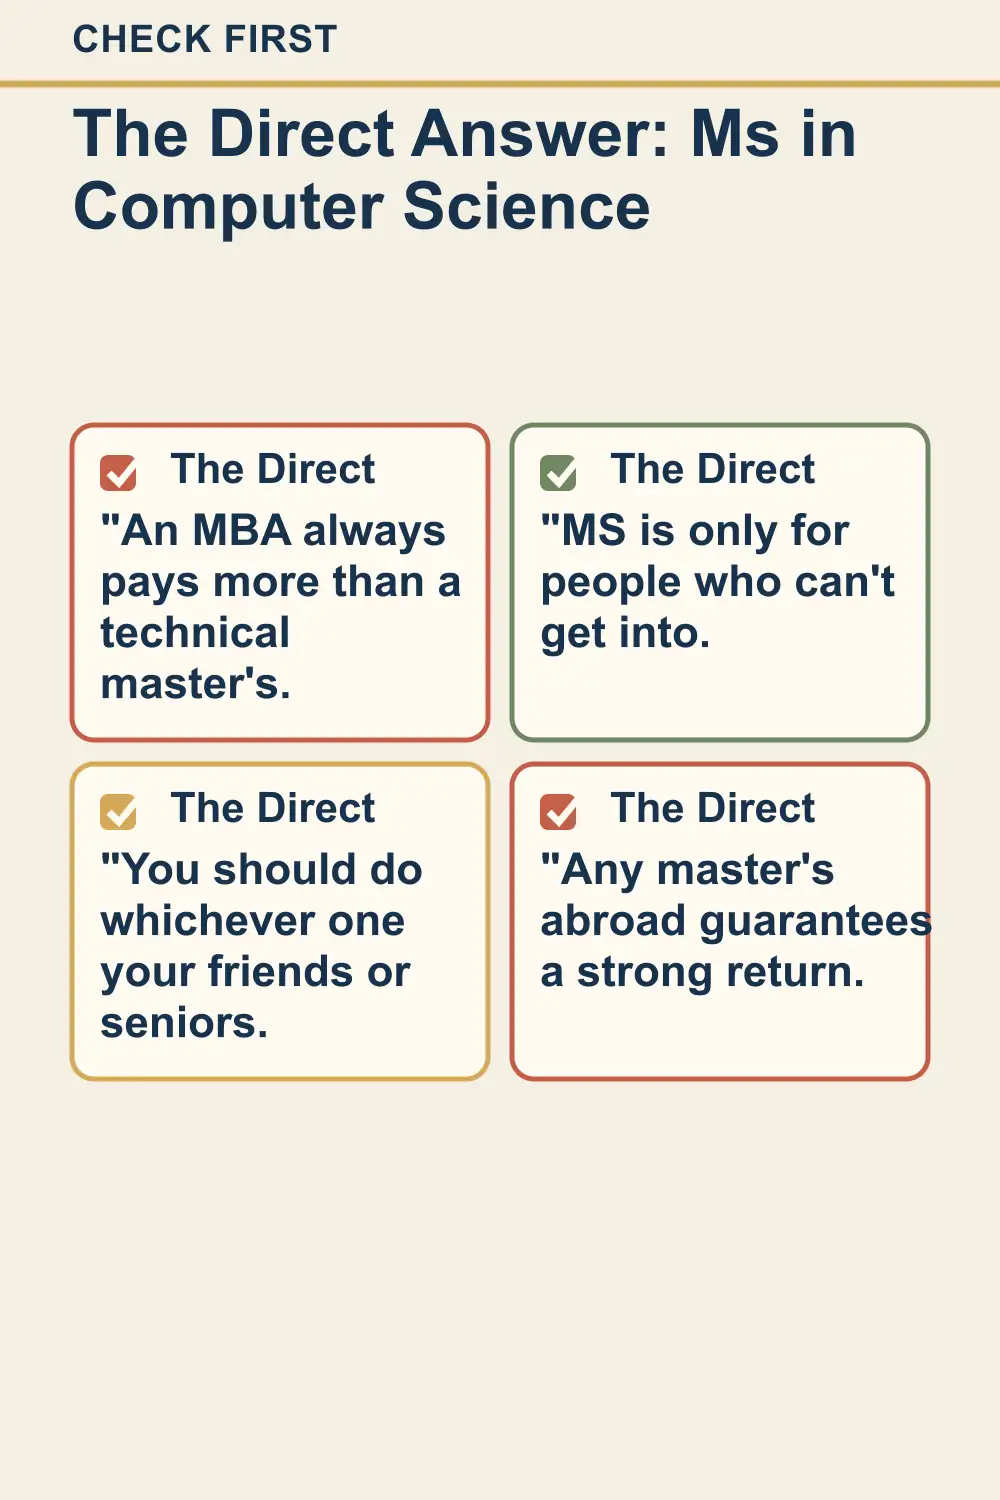 CHECK FIRST
The Direct Answer: Ms in
Computer Science
The Direct
"An MBA always
pays more than a
technical
master's.
The Direct
"MS is only for
people who can't
get into.
The Direct
"You should do
whichever one
your friends or
seniors.
The Direct
"Any master's
abroad guarantees
a strong return.